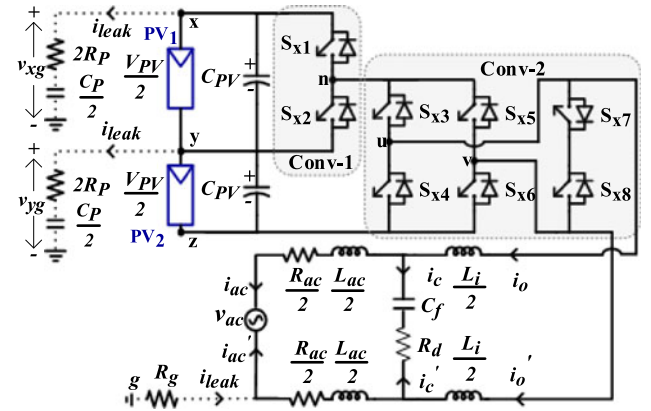 + i_leak x
PV1
v_xg 2R_P V_PV/2 C_PV + - S_x1
C_P/2
-
n
Conv-2
i_leak y
S_x2
S_x3 S_x5 S_x7
+
Conv-1
u
v
v_yg 2R_P V_PV/2 C_PV + -
C_P/2
S_x4 S_x6 S_x8
-
PV2 z
i_ac R_ac/2 L_ac/2 i_c L_i/2 i_o
v_ac C_f
i_ac' R_ac/2 L_ac/2 R_d L_i/2
g R_g i_leak i_c' i_o'